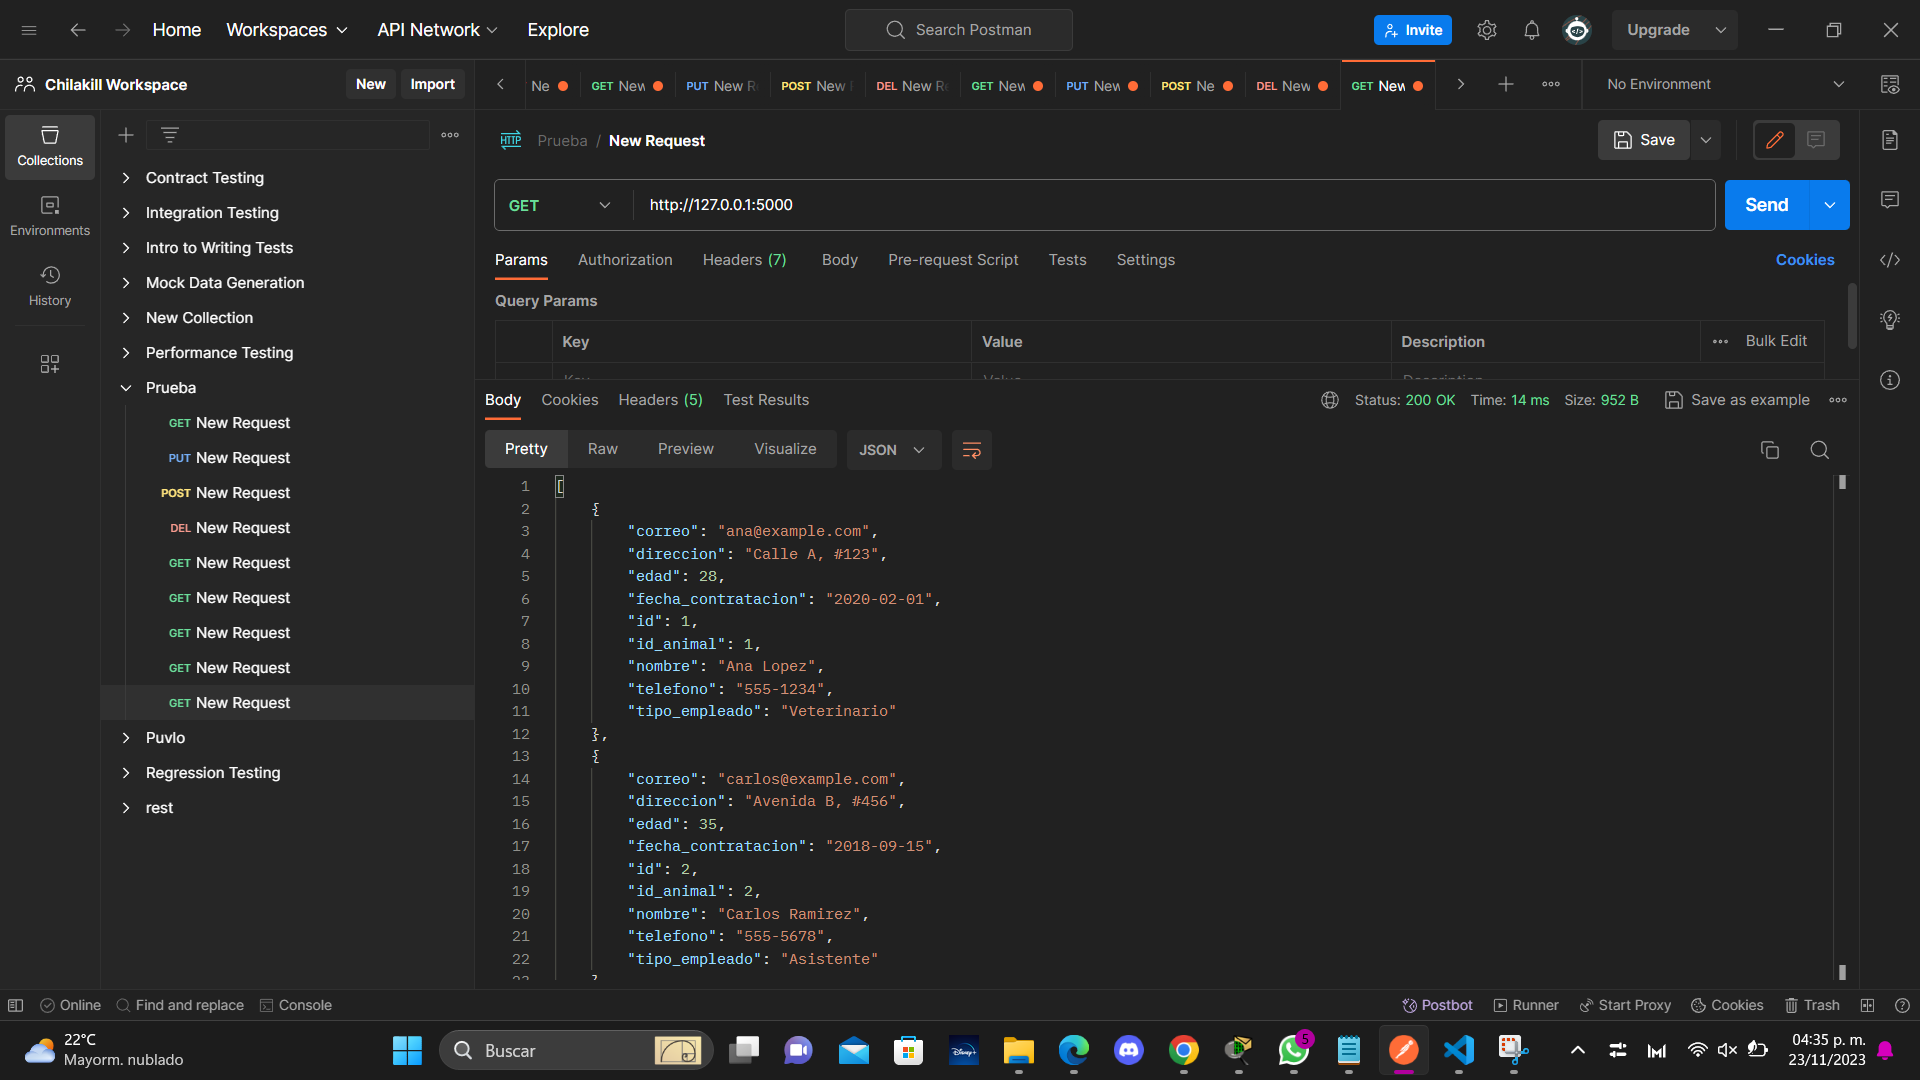 Home
Workspaces
API Network
Explore
Search Postman
Invite
Upgrade
Chilakill Workspace
New
Import
Ne
GET New
PUT New R
POST New
DEL New Re
GET New
PUT New
POST Ne
DEL New
GET New
No Environment
Collections
Environments
History
Contract Testing
Integration Testing
Intro to Writing Tests
Mock Data Generation
New Collection
Performance Testing
Prueba
GET New Request
PUT New Request
POST New Request
DEL New Request
GET New Request
GET New Request
GET New Request
GET New Request
GET New Request
Puvlo
Regression Testing
rest
HTTP Prueba / New Request
Save
GET
http://127.0.0.1:5000
Send
Params
Authorization
Headers (7)
Body
Pre-request Script
Tests
Settings
Cookies
Query Params
Key
Value
Description
Bulk Edit
Key
Value
Description
Body
Cookies
Headers (5)
Test Results
Status: 200 OK
Time: 14 ms
Size: 952 B
Save as example
Pretty
Raw
Preview
Visualize
JSON
1 [
2 {
3 "correo": "ana@example.com",
4 "direccion": "Calle A, #123",
5 "edad": 28,
6 "fecha_contratacion": "2020-02-01",
7 "id": 1,
8 "id_animal": 1,
9 "nombre": "Ana Lopez",
10 "telefono": "555-1234",
11 "tipo_empleado": "Veterinario"
12 },
13 {
14 "correo": "carlos@example.com",
15 "direccion": "Avenida B, #456",
16 "edad": 35,
17 "fecha_contratacion": "2018-09-15",
18 "id": 2,
19 "id_animal": 2,
20 "nombre": "Carlos Ramirez",
21 "telefono": "555-5678",
22 "tipo_empleado": "Asistente"
23 }
Online
Find and replace
Console
Postbot
Runner
Start Proxy
Cookies
Trash
22°C
Mayorm. nublado
Buscar
Disney+
5
04:35 p. m.
23/11/2023